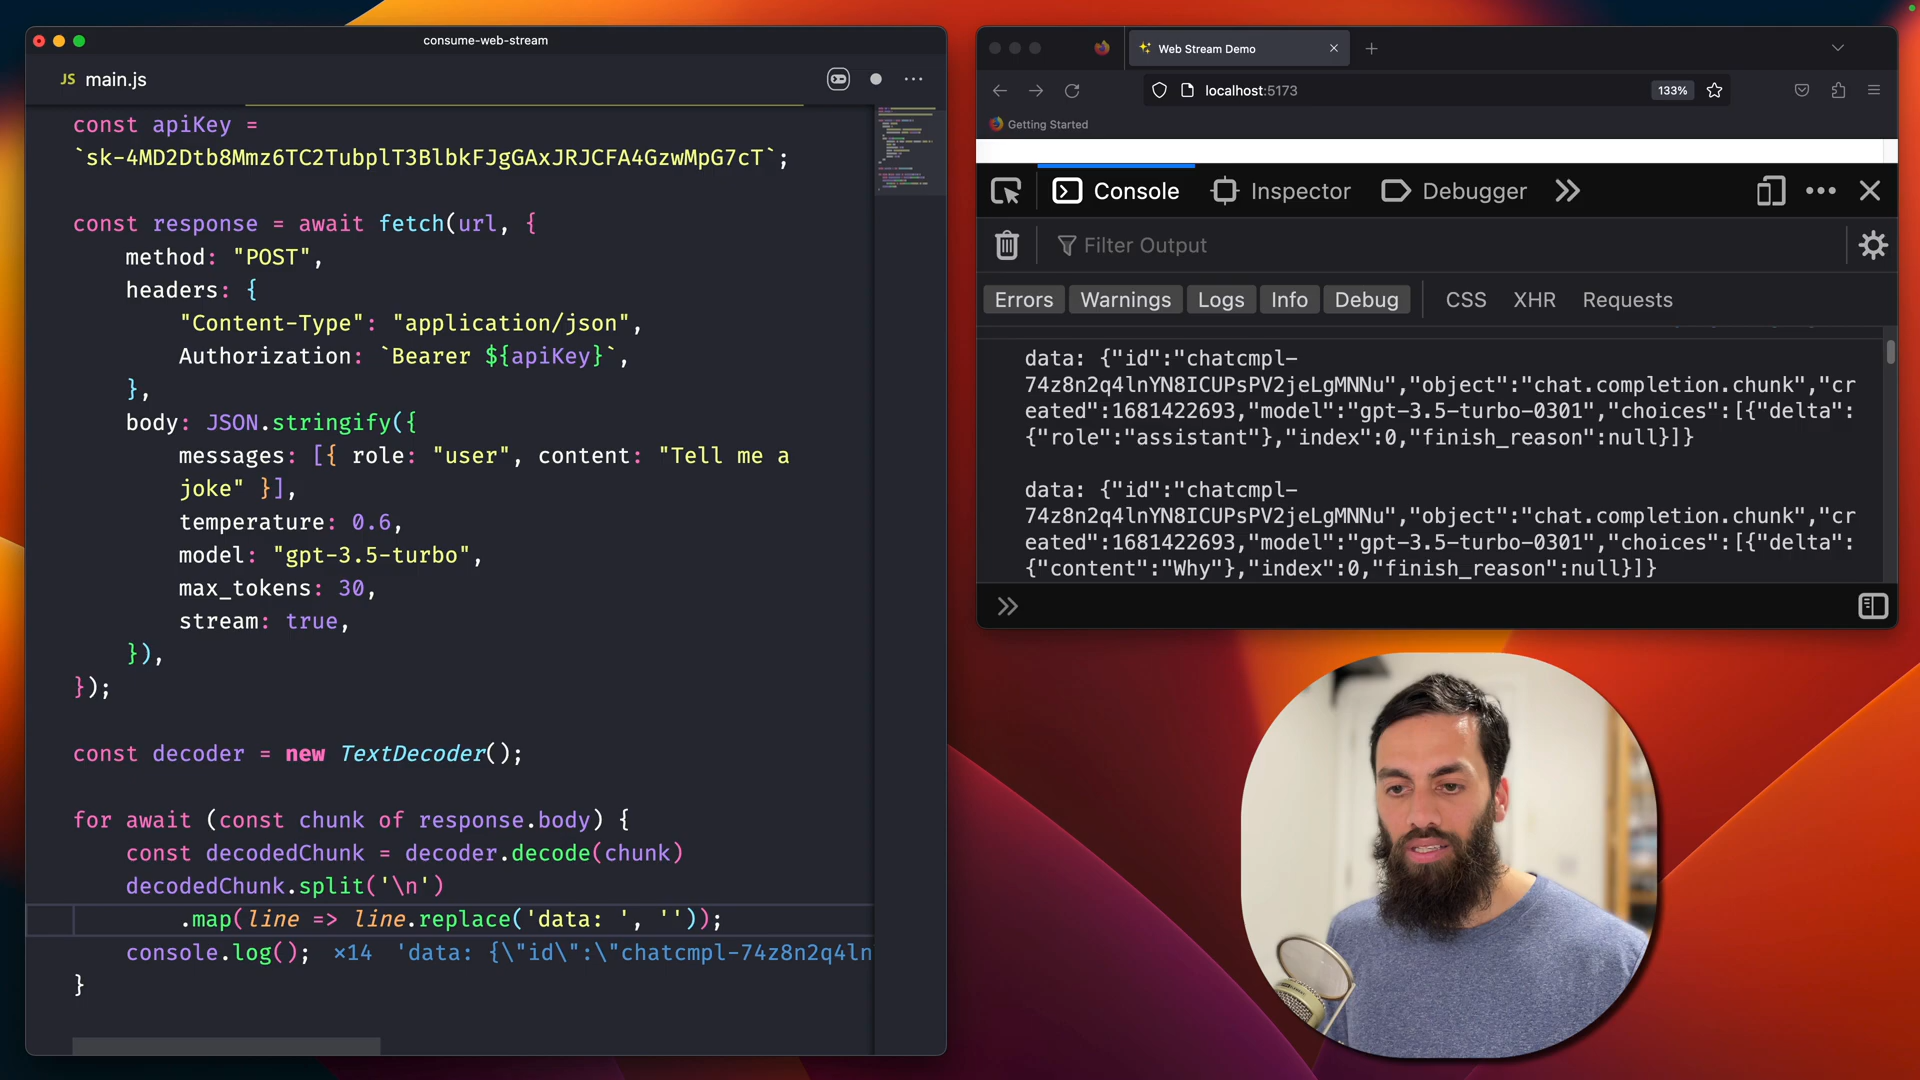 consume-web-stream
JS main.js
const apiKey =
`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`;
const response = await fetch(url, {
method: "POST",
headers: {
"Content-Type": "application/json",
Authorization: `Bearer ${apiKey}`,
},
body: JSON.stringify({
messages: [{ role: "user", content: "Tell me a
joke" }],
temperature: 0.6,
model: "gpt-3.5-turbo",
max_tokens: 30,
stream: true,
}),
});
const decoder = new TextDecoder();
for await (const chunk of response.body) {
const decodedChunk = decoder.decode(chunk)
decodedChunk.split('\n')
.map(line => line.replace('data: ', ''));
console.log(); ×14 'data: {\"id\":\"chatcmpl-74z8n2q4ln
}
Web Stream Demo
localhost:5173
133%
Getting Started
Console
Inspector
Debugger
Filter Output
Errors
Warnings
Logs
Info
Debug
CSS
XHR
Requests
data: {"id":"chatcmpl-
74z8n2q4lnYN8ICUPsPV2jeLgMNNu","object":"chat.completion.chunk","cr
eated":1681422693,"model":"gpt-3.5-turbo-0301","choices":[{"delta":
{"role":"assistant"},"index":0,"finish_reason":null}]}
data: {"id":"chatcmpl-
74z8n2q4lnYN8ICUPsPV2jeLgMNNu","object":"chat.completion.chunk","cr
eated":1681422693,"model":"gpt-3.5-turbo-0301","choices":[{"delta":
{"content":"Why"},"index":0,"finish_reason":null}]}